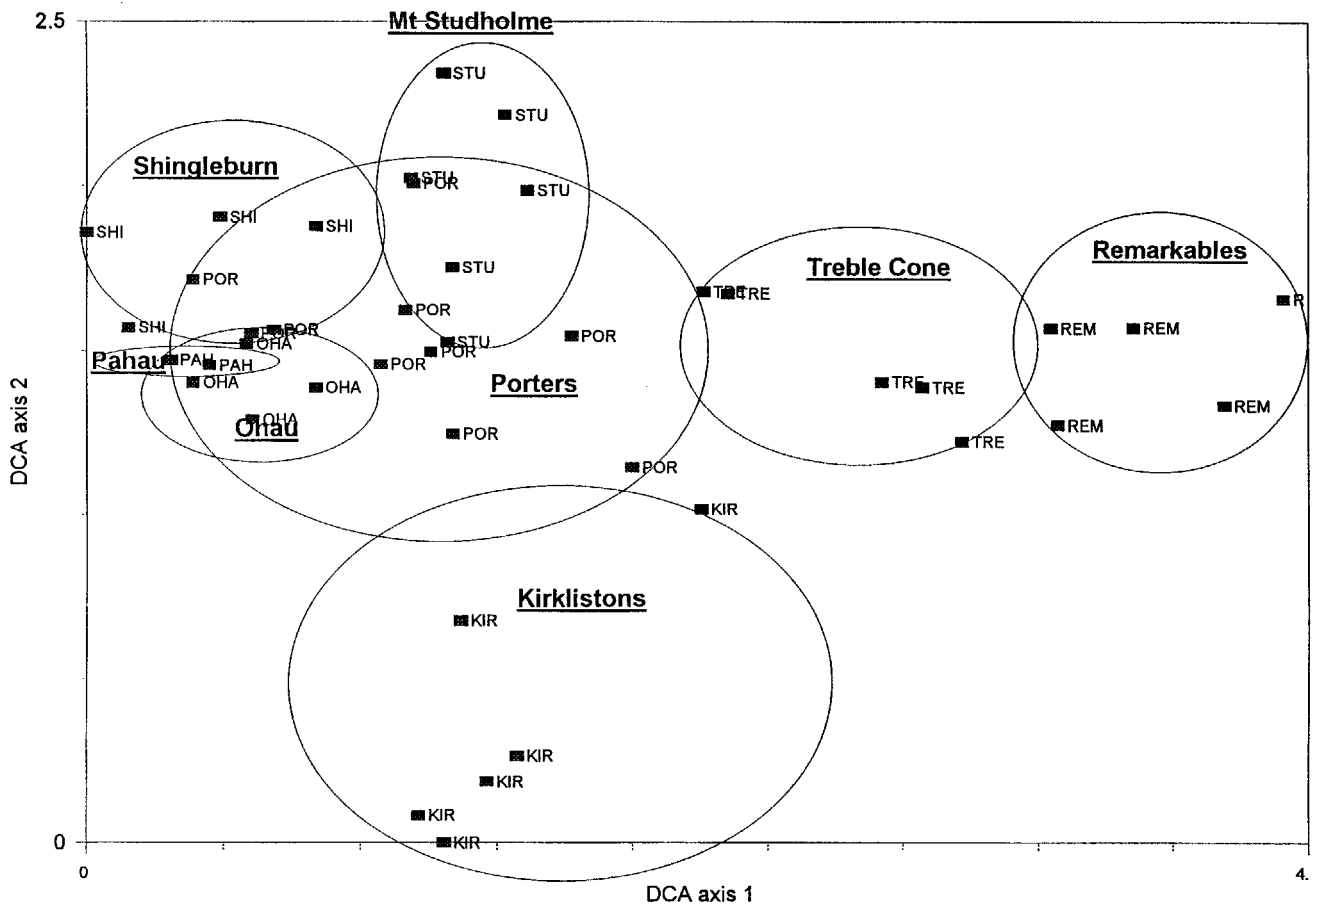 Mt Studholme
2.5
STU
STU
Shingleburn
STU
POR
STU
SHI
SHI
SHI
STU
Remarkables
Treble Cone
POR
TRE
TRE
R
POR
SHI
POR
POR
POR
REM
REM
OHA
STU
POR
Pahau
PAH
PAH
POR
OHA
OHA
Porters
TRE
TRE
REM
OHA
Ohau
POR
REM
TRE
DCA axis 2
POR
KIR
Kirklistons
KIR
KIR
KIR
KIR
0
KIR
0
4.
DCA axis 1